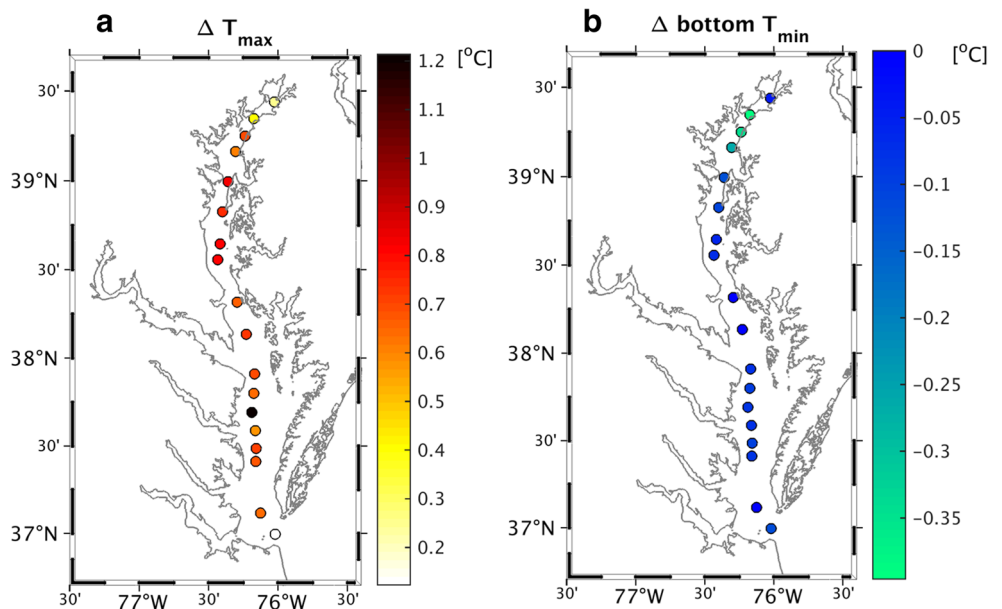 a
Δ Tmax
30'
39°N
30'
38°N
30'
37°N
30'
77°W
30'
76°W
30'
[°C]
1.2
1.1
1
0.9
0.8
0.7
0.6
0.5
0.4
0.3
0.2
b
Δ bottom Tmin
30'
39°N
30'
38°N
30'
37°N
30'
77°W
30'
76°W
30'
[°C]
0
−0.05
−0.1
−0.15
−0.2
−0.25
−0.3
−0.35